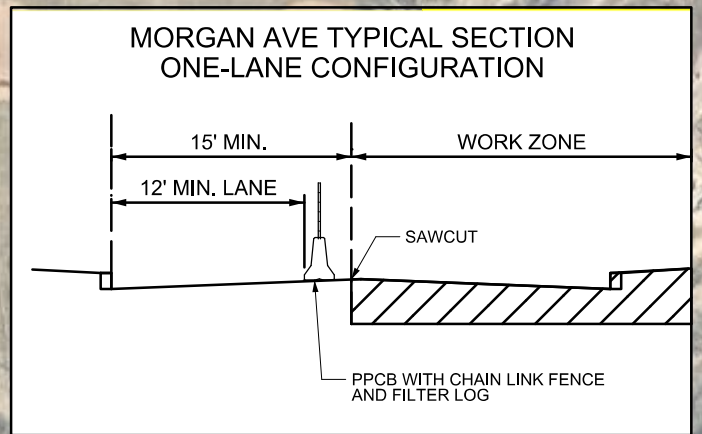 MORGAN AVE TYPICAL SECTION
ONE-LANE CONFIGURATION
15' MIN.
WORK ZONE
12' MIN. LANE
SAWCUT
PPCB WITH CHAIN LINK FENCE
AND FILTER LOG